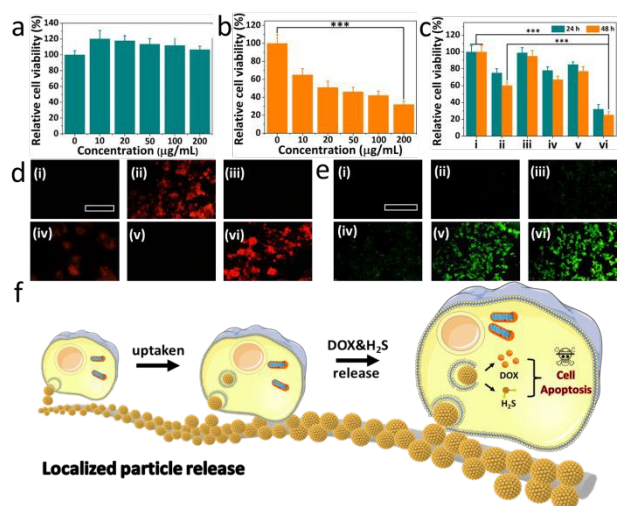 a
Relative cell viability
120%
100%
80%
60%
40%
20%
0
0 10 20 50 100 200
Concentration (μg/mL)
b
Relative cell viability
120%
100%
80%
60%
40%
20%
0
***
0 10 20 50 100 200
Concentration (μg/mL)
c
Relative cell viability
120%
100%
80%
60%
40%
20%
0
24 h 48 h
***
***
i ii iii iv v vi
d
(i) (ii) (iii)
(iv) (v) (vi)
e
(i) (ii) (iii)
(iv) (v) (vi)
f
uptaken
DOX&H₂S
release
DOX
H₂S
Cell
Apoptosis
Localized particle release